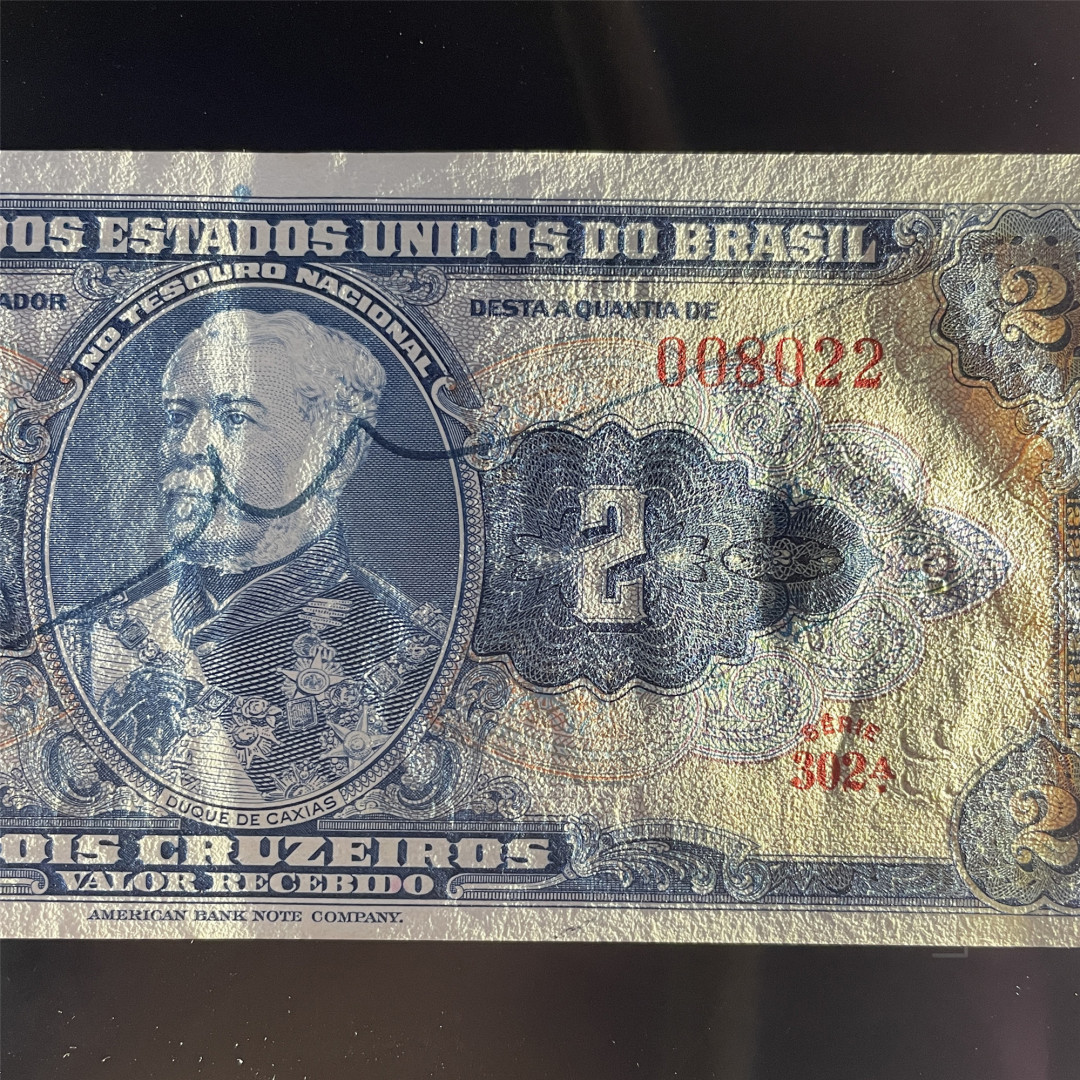 DOS ESTADOS UNIDOS DO BRASIL
NO TESOURO NACIONAL
ADOR
DESTA A QUANTIA DE
2
008022
2
SÉRIE
302A
2
DUQUE DE CAXIAS
OIS CRUZEIROS
VALOR RECEBIDO
AMERICAN BANK NOTE COMPANY.